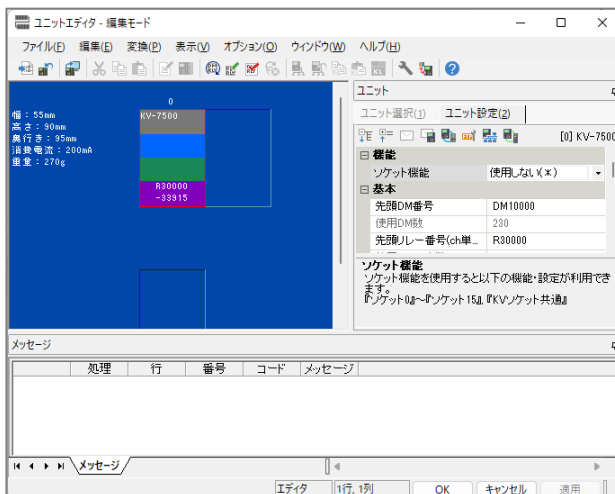 ユニットエディタ - 編集モード
ファイル(F) 編集(E) 変換(P) 表示(V) オプション(O) ウィンドウ(W) ヘルプ(H)
幅：55mm
高さ：90mm
奥行き：95mm
消費電流：200mA
重量：270g
0
KV-7500
R30000
-33915
ユニット
ユニット選択(1) ユニット設定(2)
[0] KV-7500
機能
ソケット機能 使用しない(*)
基本
先頭DM番号 DM10000
使用DM数 230
先頭リレー番号(ch単... R30000
ソケット機能
ソケット機能を使用すると以下の機能・設定が利用でき
ます。
『ソケット0』～『ソケット15』, 『KVソケット共通』
メッセージ
処理 行 番号 コード メッセージ
メッセージ
エディタ 1行, 1列 OK キャンセル 適用